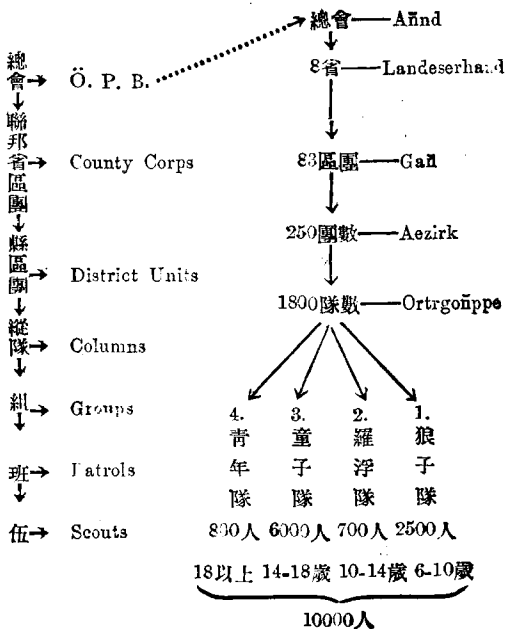 總會—Añnd
8省—Landeserhand
83區團—Gañ
250團數—Aezirk
1800隊數—Ortrgoñppe
總會→ Ö. P. B.
聯邦省區團→ County Corps
縣區團→ District Units
縱隊→ Columns
組→ Groups
班→ Patrols
伍→ Scouts
4. 3. 2. 1.
青年隊 童子隊 羅浮隊 狼子隊
800人 6000人 700人 2500人
18以上 14-18歲 10-14歲 6-10歲
10000人